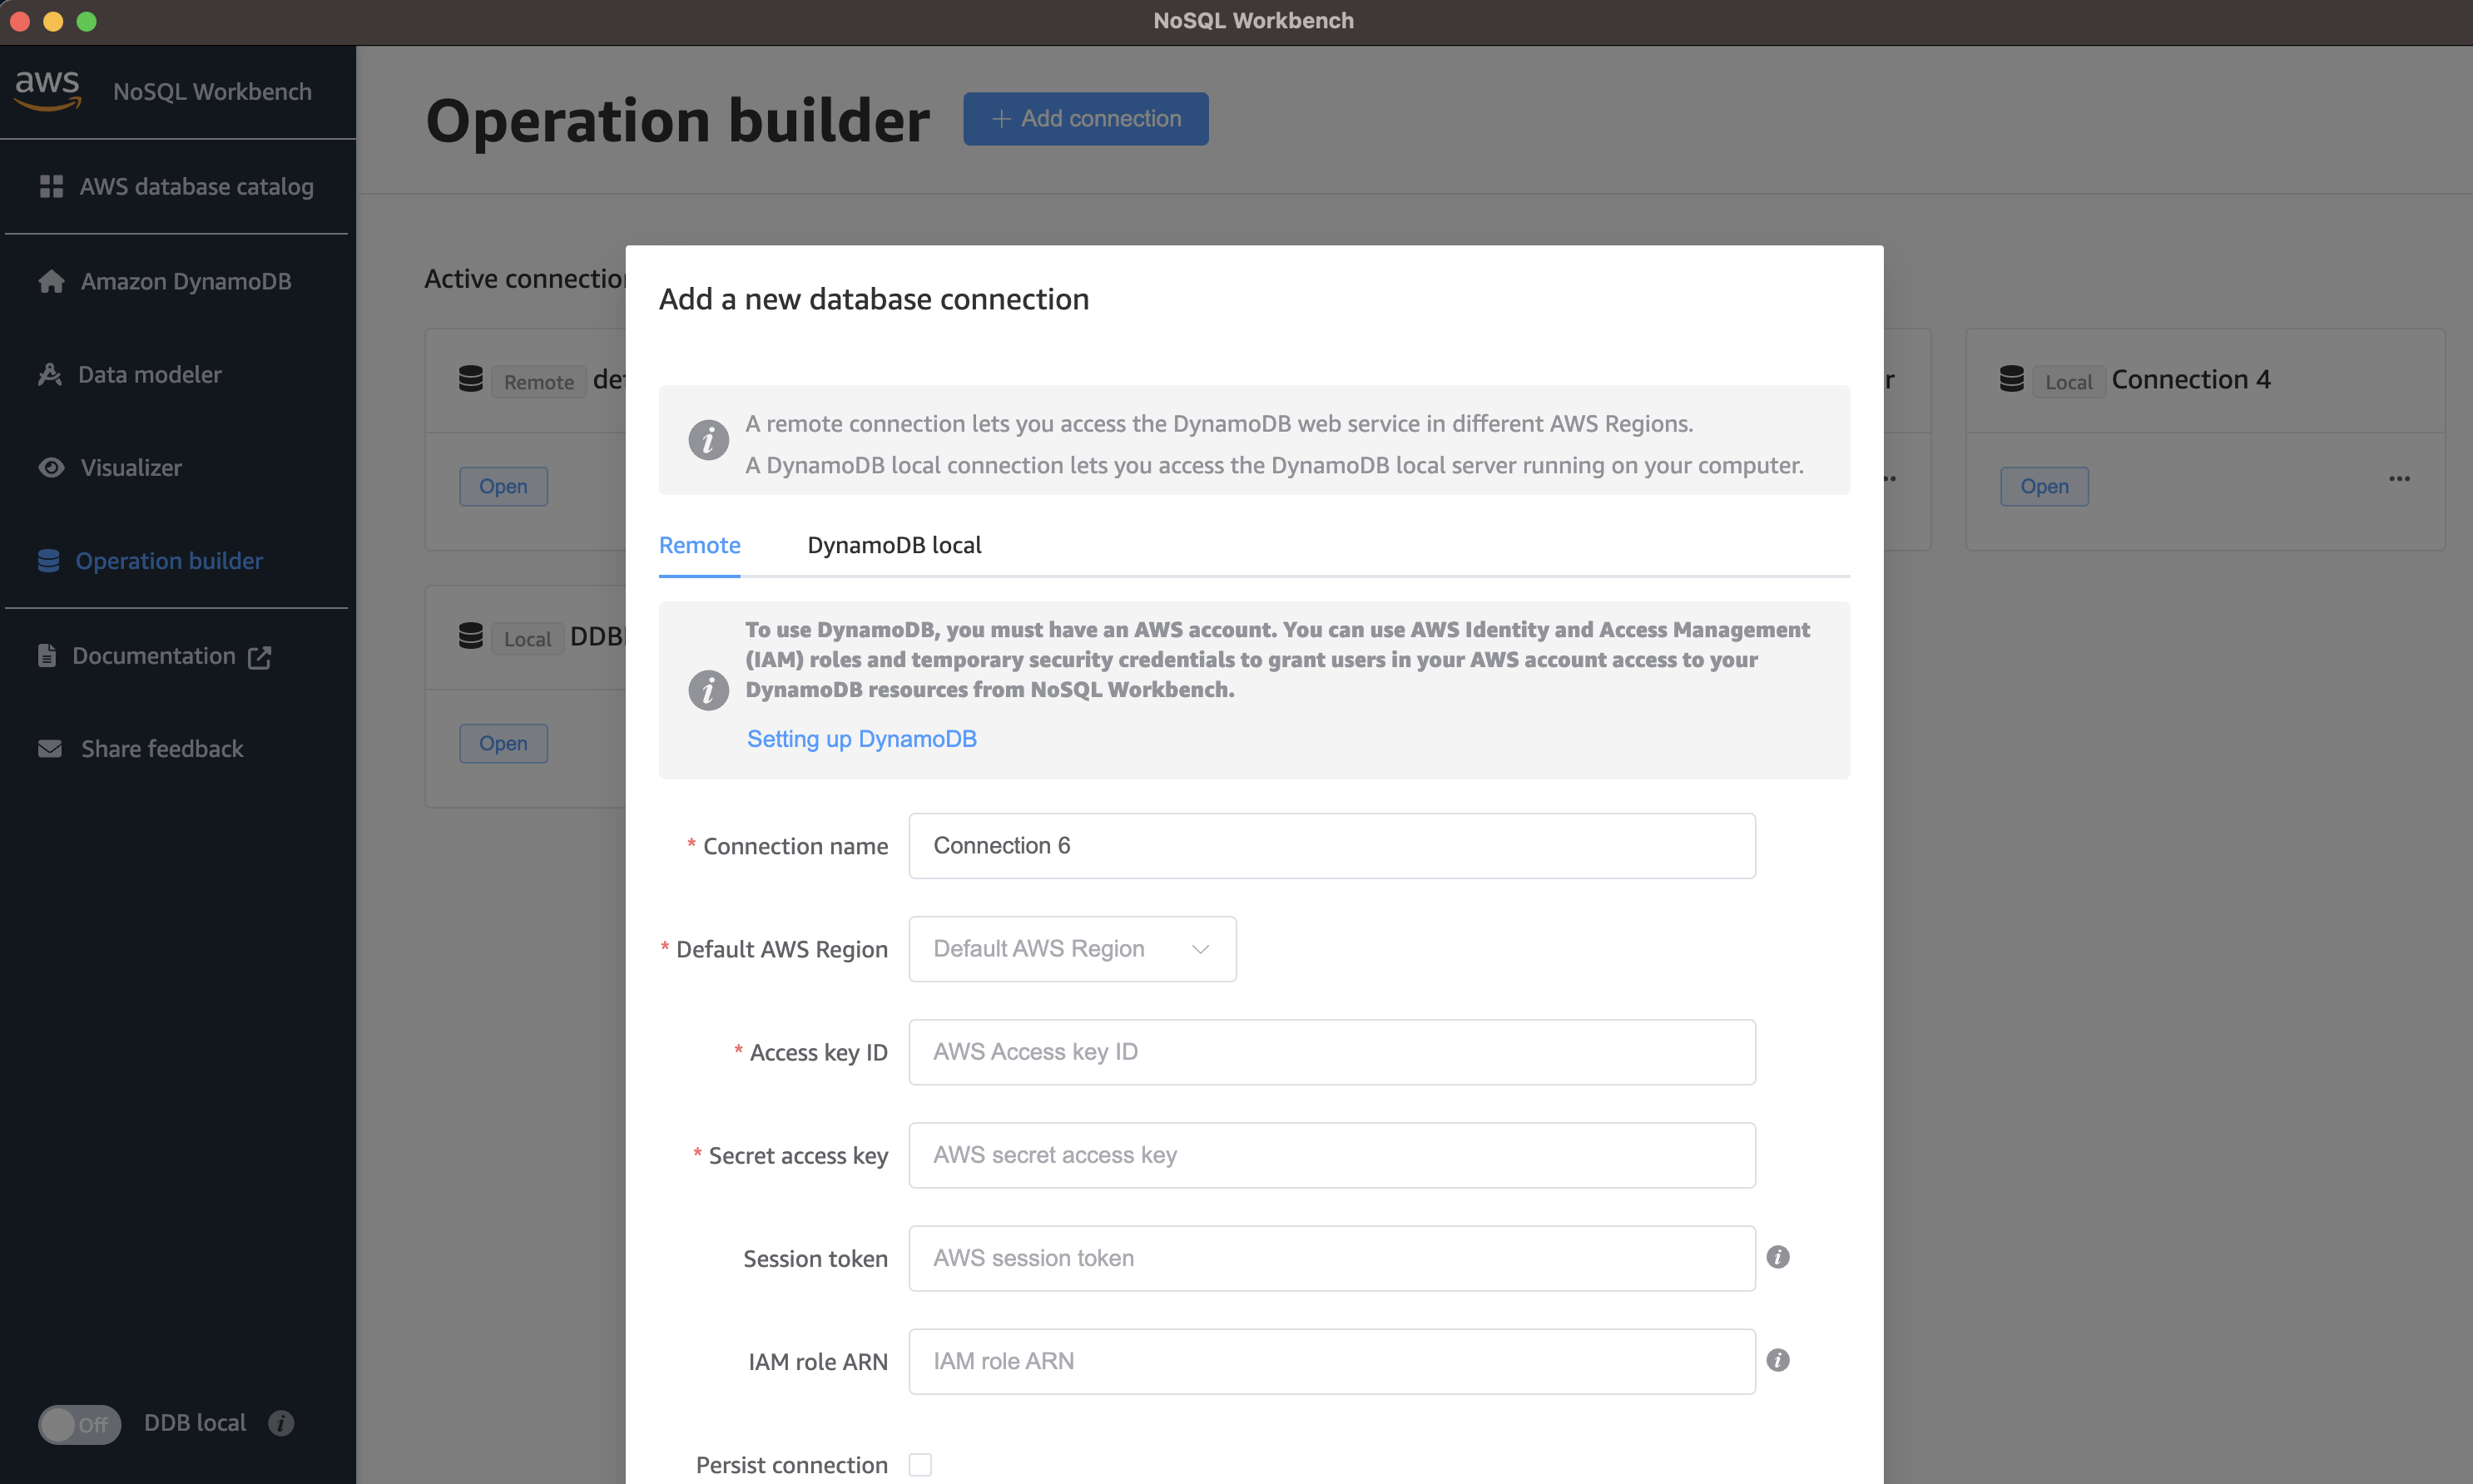 NoSQL Workbench
aws
NoSQL Workbench
AWS database catalog
Amazon DynamoDB
Data modeler
Visualizer
Operation builder
Documentation
Share feedback
Off
DDB local
Operation builder
+ Add connection
Active connection
Remote
Open
Local
DDB
Open
r
Local
Connection 4
Open
Add a new database connection
A remote connection lets you access the DynamoDB web service in different AWS Regions.
A DynamoDB local connection lets you access the DynamoDB local server running on your computer.
Remote
DynamoDB local
To use DynamoDB, you must have an AWS account. You can use AWS Identity and Access Management
(IAM) roles and temporary security credentials to grant users in your AWS account access to your
DynamoDB resources from NoSQL Workbench.
Setting up DynamoDB
* Connection name
Connection 6
* Default AWS Region
Default AWS Region
* Access key ID
AWS Access key ID
* Secret access key
AWS secret access key
Session token
AWS session token
IAM role ARN
IAM role ARN
Persist connection